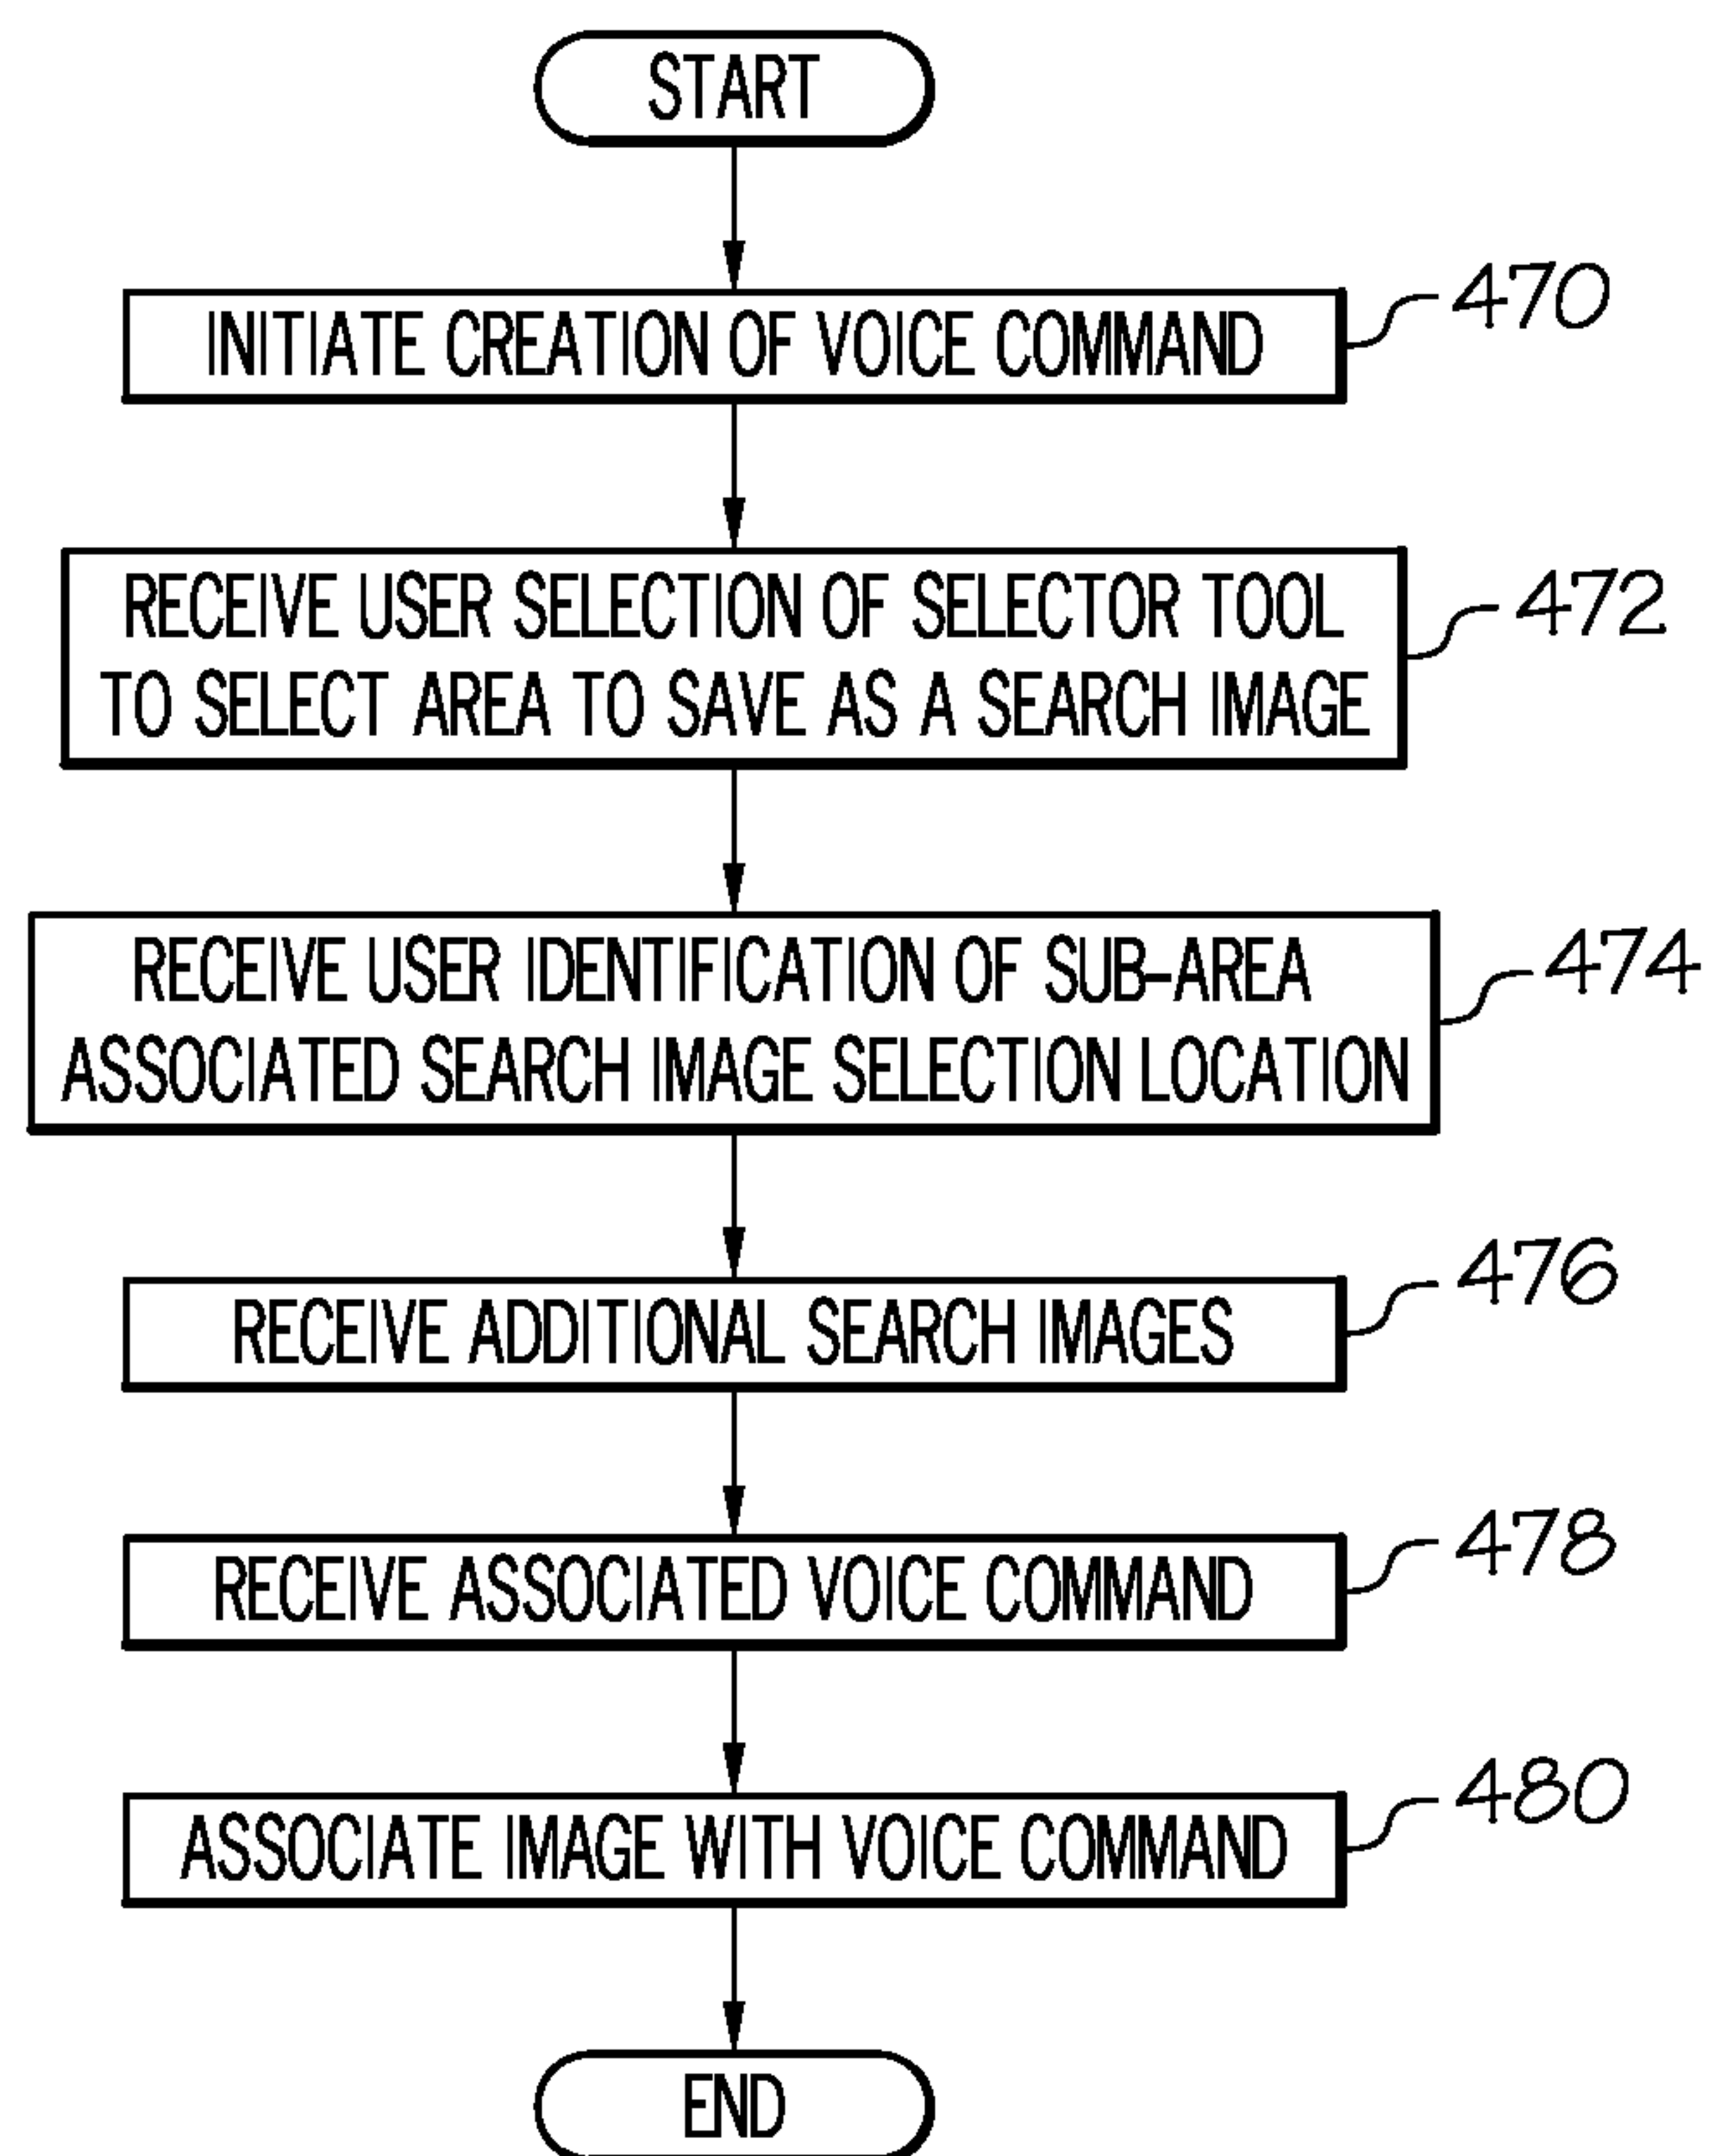 START
INITIATE CREATION OF VOICE COMMAND
470
RECEIVE USER SELECTION OF SELECTOR TOOL
TO SELECT AREA TO SAVE AS A SEARCH IMAGE
472
RECEIVE USER IDENTIFICATION OF SUB-AREA
ASSOCIATED SEARCH IMAGE SELECTION LOCATION
474
RECEIVE ADDITIONAL SEARCH IMAGES
476
RECEIVE ASSOCIATED VOICE COMMAND
478
ASSOCIATE IMAGE WITH VOICE COMMAND
480
END